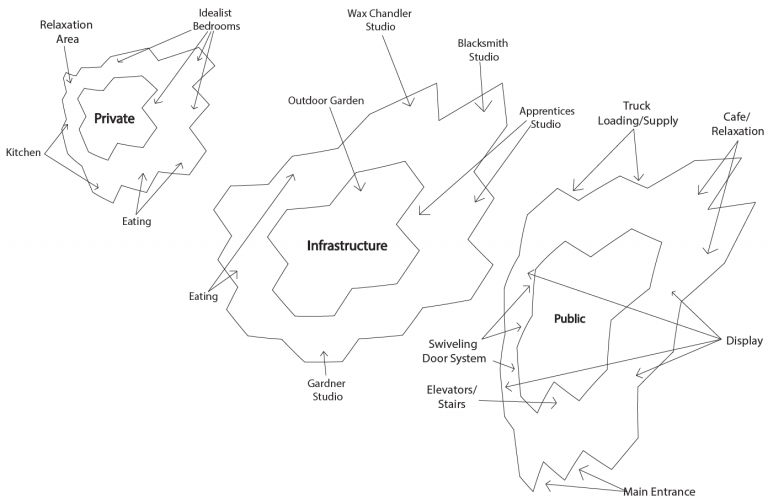 Relaxation
Area
Idealist
Bedrooms
Private
Kitchen
Eating
Wax Chandler
Studio
Blacksmith
Studio
Outdoor Garden
Apprentices
Studio
Infrastructure
Eating
Gardner
Studio
Truck
Loading/Supply
Cafe/
Relaxation
Public
Swiveling
Door System
Display
Elevators/
Stairs
Main Entrance